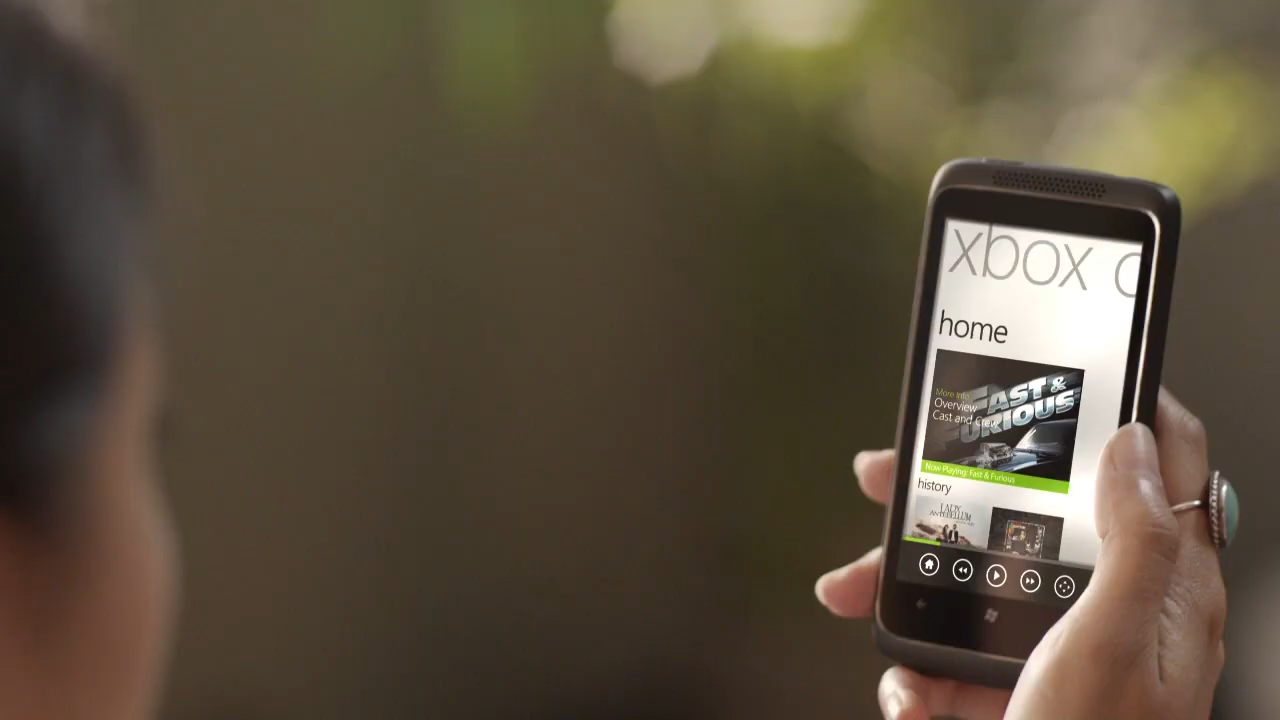 xbox c
home
More Info
Overview
Cast and Crew
FAST &
FURIOUS
Now Playing: Fast & Furious
history
LADY
ANTEBELLUM